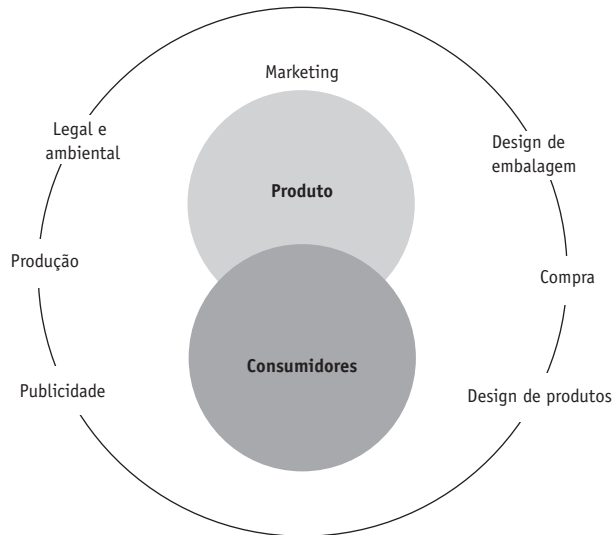 Marketing
Legal e
ambiental
Design de
embalagem
Produto
Produção
Compra
Consumidores
Publicidade
Design de produtos